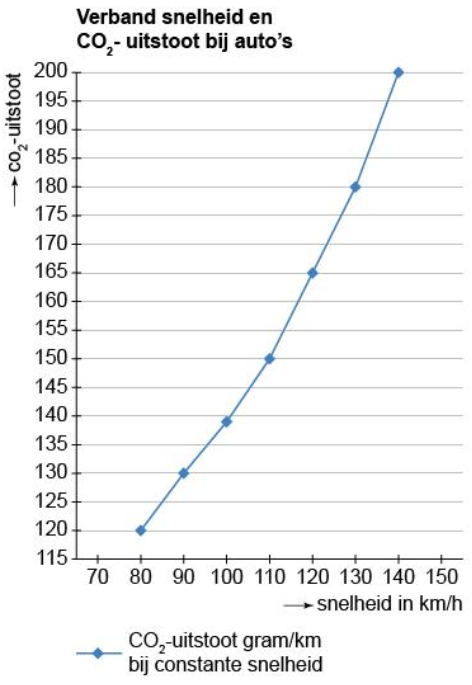 Verband snelheid en
CO₂- uitstoot bij auto's
→ co₂-uitstoot
200
195
190
185
180
175
170
165
160
155
150
145
140
135
130
125
120
115
70 80 90 100 110 120 130 140 150
→ snelheid in km/h
CO₂-uitstoot gram/km
bij constante snelheid